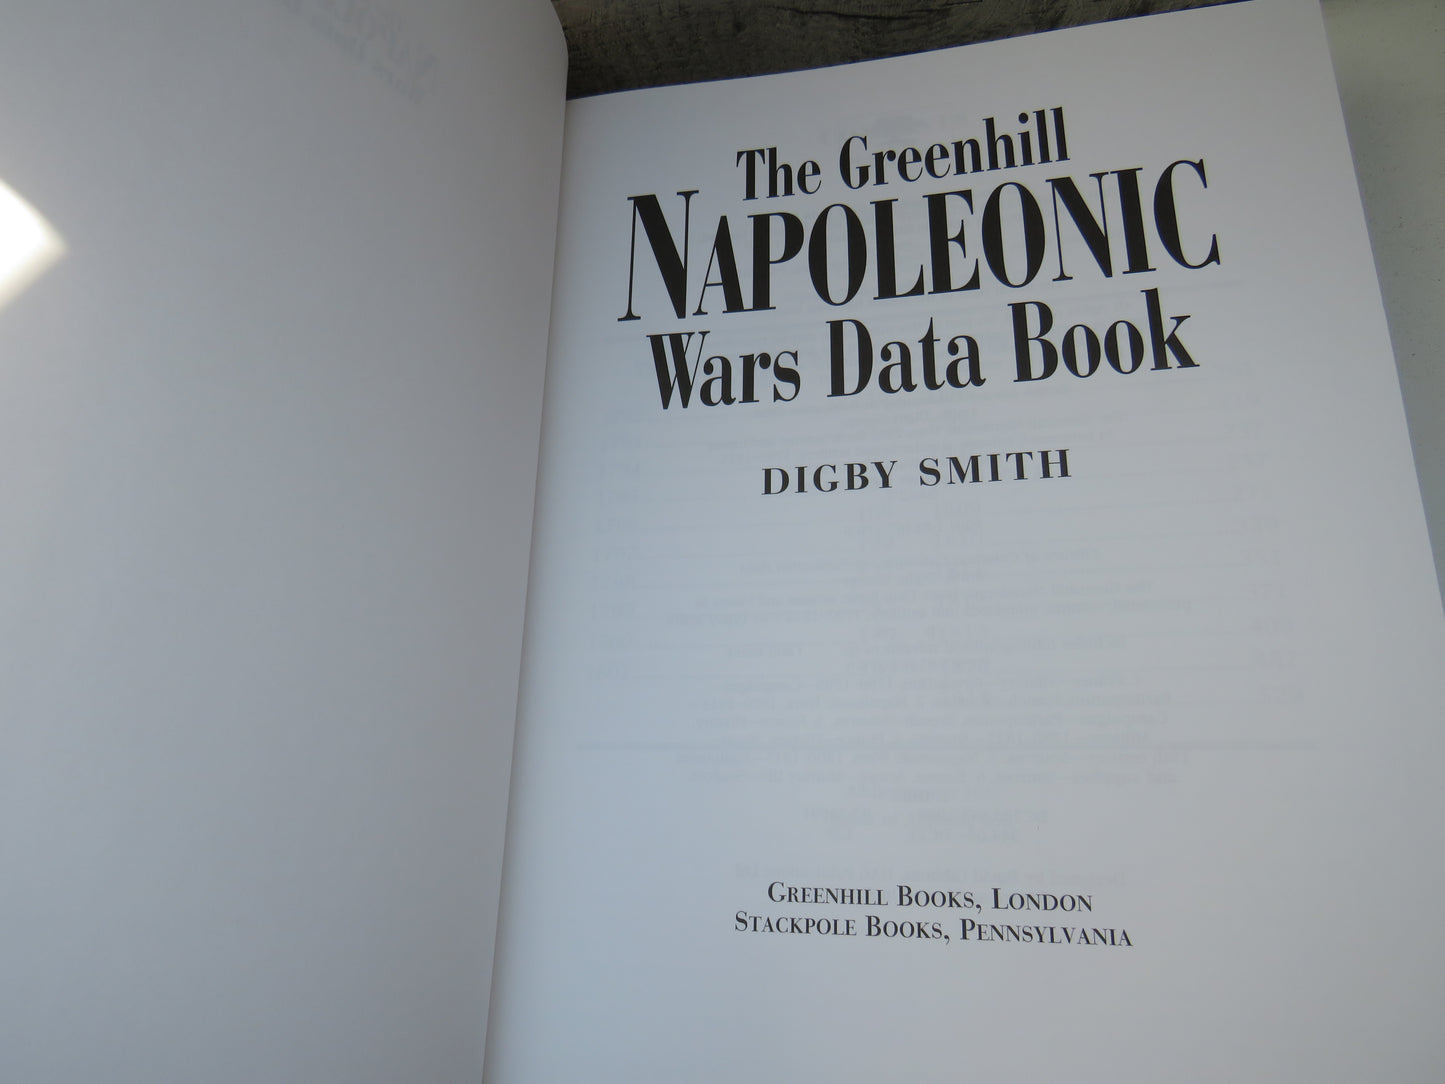 The Greenhill
NAPOLEONIC
Wars Data Book
DIGBY SMITH
GREENHILL BOOKS, LONDON
STACKPOLE BOOKS, PENNSYLVANIA